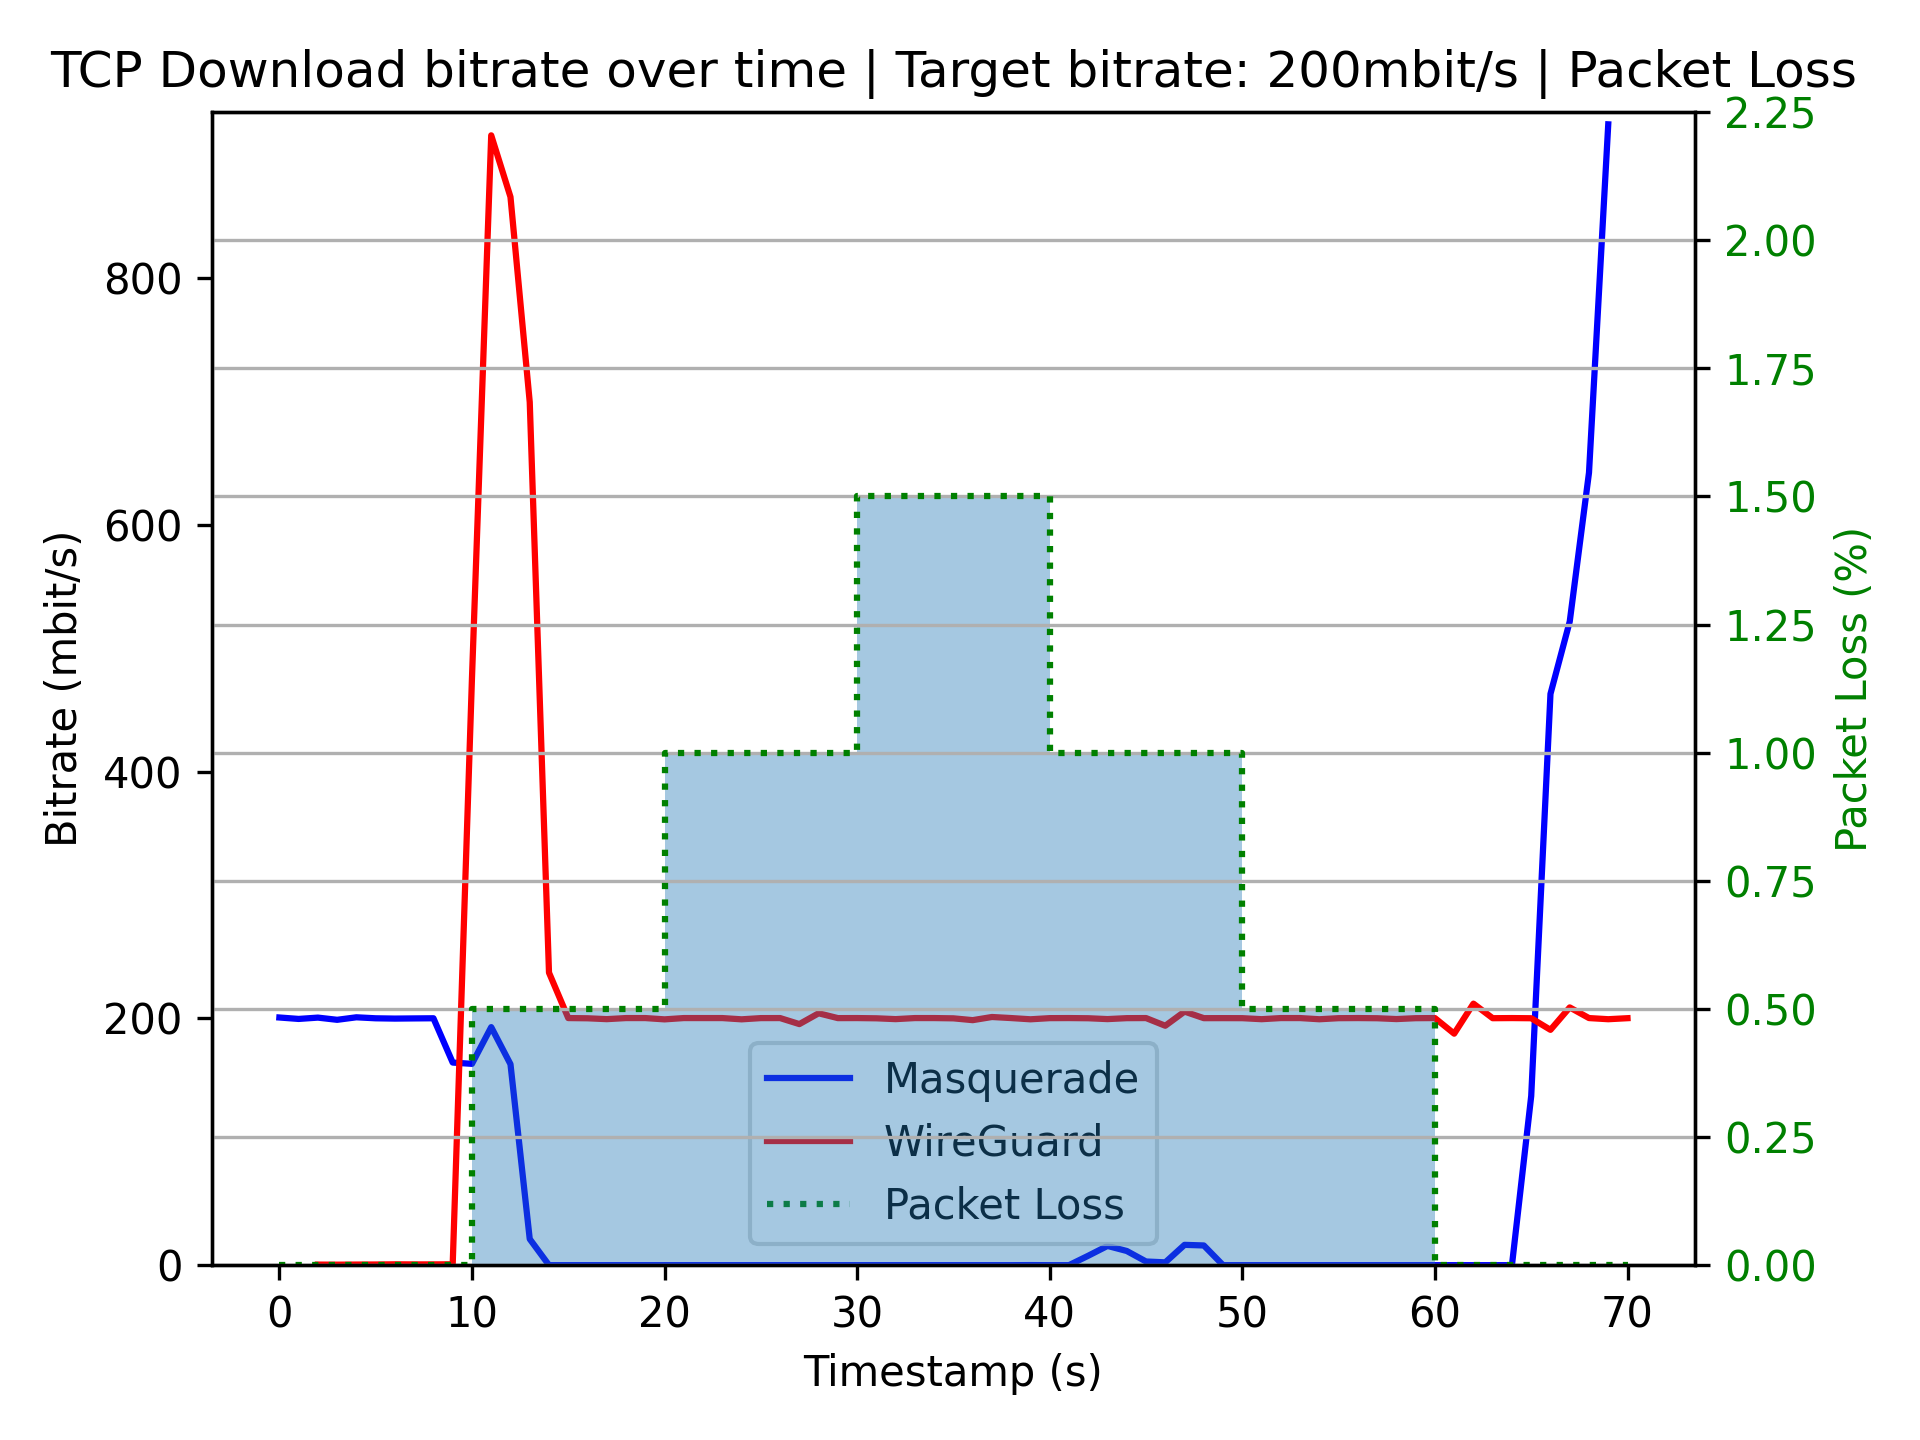 TCP Download bitrate over time | Target bitrate: 200mbit/s | Packet Loss
Bitrate (mbit/s)
800
600
400
200
0
2.25
2.00
1.75
1.50
1.25
1.00
0.75
0.50
0.25
0.00
Packet Loss (%)
Masquerade
WireGuard
Packet Loss
0 10 20 30 40 50 60 70
Timestamp (s)